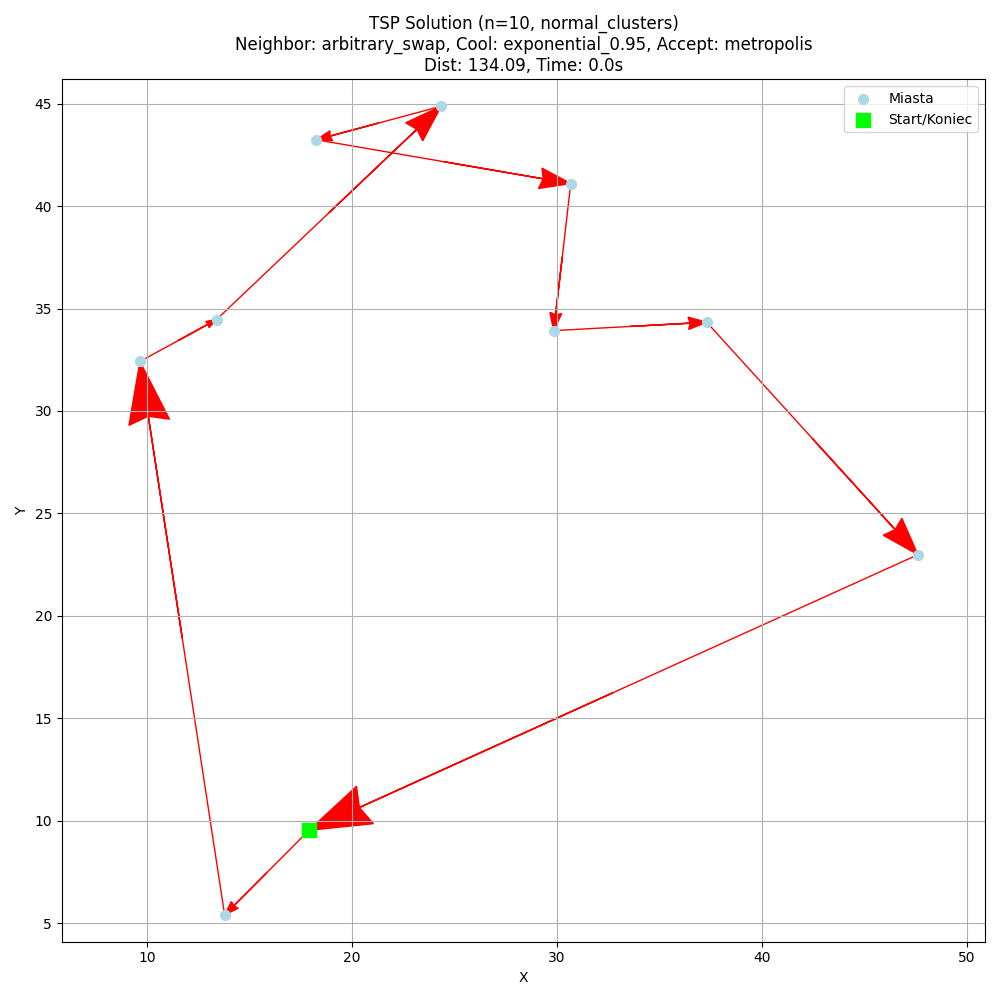 TSP Solution (n=10, normal_clusters)
Neighbor: arbitrary_swap, Cool: exponential_0.95, Accept: metropolis
Dist: 134.09, Time: 0.0s
Miasta
Start/Koniec
45
40
35
30
25
20
15
10
5
Y
10 20 30 40 50
X